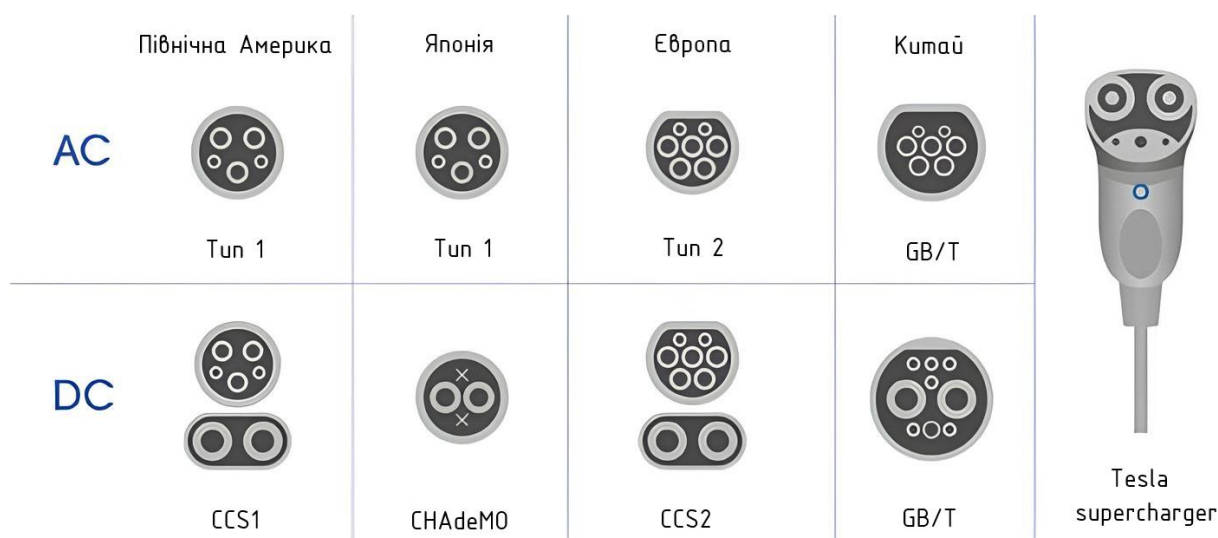 Північна Америка
Японія
Европа
Китай
AC
Тип 1
Тип 1
Тип 2
GB/T
DC
CCS1
CHAdeMO
CCS2
GB/T
Tesla
supercharger